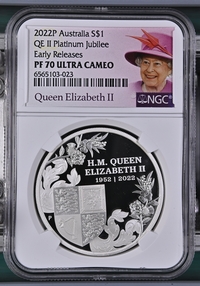 2022P Australia S$1
QE II Platinum Jubilee
Early Releases
PF 70 ULTRA CAMEO
6565103-023
NGC
Queen Elizabeth II
H.M. QUEEN
ELIZABETH II
1952 | 2022
P